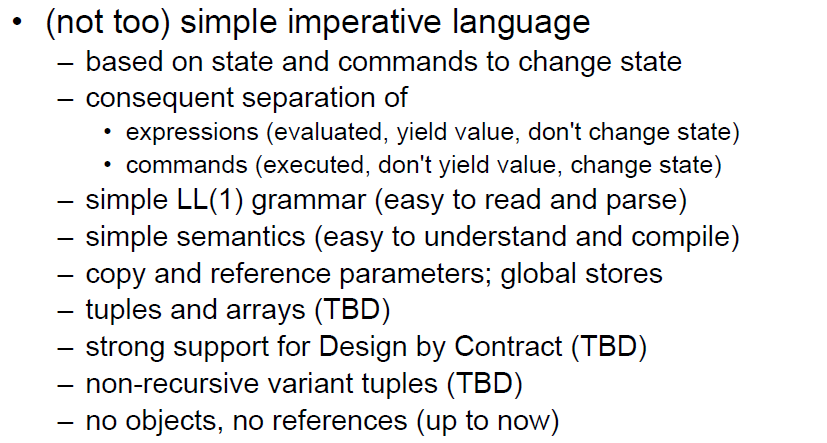 • (not too) simple imperative language
– based on state and commands to change state
– consequent separation of
• expressions (evaluated, yield value, don't change state)
• commands (executed, don't yield value, change state)
– simple LL(1) grammar (easy to read and parse)
– simple semantics (easy to understand and compile)
– copy and reference parameters; global stores
– tuples and arrays (TBD)
– strong support for Design by Contract (TBD)
– non-recursive variant tuples (TBD)
– no objects, no references (up to now)